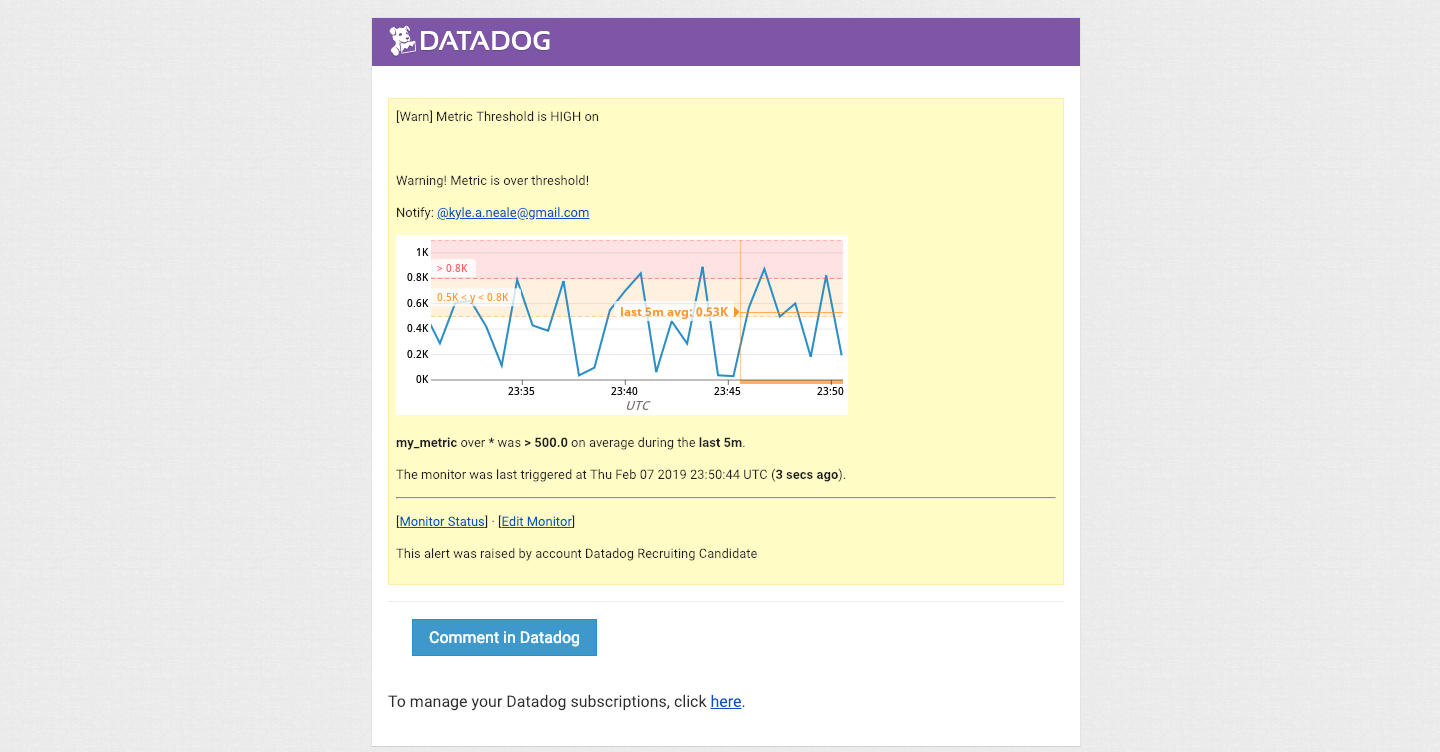 DATADOG
[Warn] Metric Threshold is HIGH on
Warning! Metric is over threshold!
Notify: @kyle.a.neale@gmail.com
1K
> 0.8K
0.8K
0.5K < y < 0.8K
0.6K
last 5m avg: 0.53K
0.4K
0.2K
0K
23:35 23:40 23:45 23:50
UTC
my_metric over * was > 500.0 on average during the last 5m.
The monitor was last triggered at Thu Feb 07 2019 23:50:44 UTC (3 secs ago).
[Monitor Status] · [Edit Monitor]
This alert was raised by account Datadog Recruiting Candidate
Comment in Datadog
To manage your Datadog subscriptions, click here.